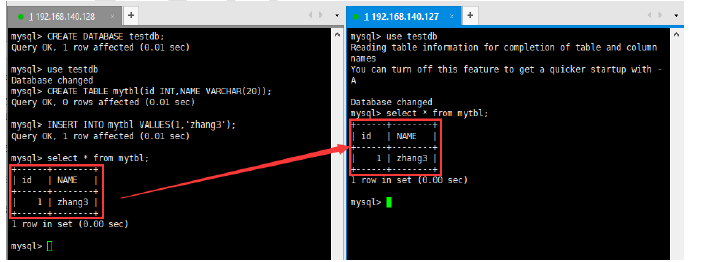 1 192.168.140.128 × +
mysql> CREATE DATABASE testdb;
Query OK, 1 row affected (0.01 sec)
mysql> use testdb
Database changed
mysql> CREATE TABLE mytbl(id INT,NAME VARCHAR(20));
Query OK, 0 rows affected (0.01 sec)
mysql> INSERT INTO mytbl VALUES(1,'zhang3');
Query OK, 1 row affected (0.01 sec)
mysql> select * from mytbl;
+------+--------+
| id | NAME |
+------+--------+
| 1 | zhang3 |
+------+--------+
1 row in set (0.00 sec)
mysql>
1 192.168.140.127 × +
mysql> use testdb
Reading table information for completion of table and column
names
You can turn off this feature to get a quicker startup with -
A
Database changed
mysql> select * from mytbl;
+------+--------+
| id | NAME |
+------+--------+
| 1 | zhang3 |
+------+--------+
1 row in set (0.00 sec)
mysql>